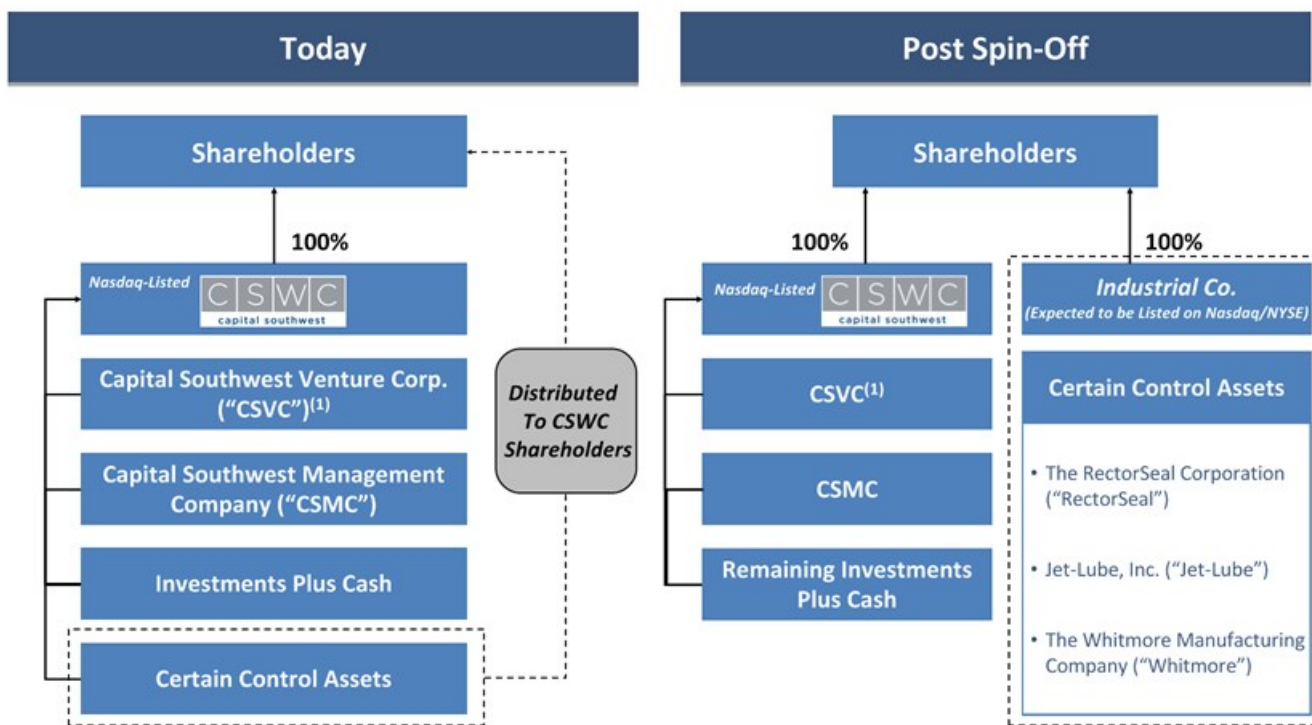 Today
Shareholders
100%
Nasdaq-Listed
CSWC
capital southwest
Capital Southwest Venture Corp.
(“CSVC”)(1)
Capital Southwest Management
Company (“CSMC”)
Investments Plus Cash
Certain Control Assets
Distributed
To CSWC
Shareholders
Post Spin-Off
Shareholders
100%
100%
Nasdaq-Listed
CSWC
capital southwest
CSVC(1)
CSMC
Remaining Investments
Plus Cash
Industrial Co.
(Expected to be Listed on Nasdaq/NYSE)
Certain Control Assets
• The RectorSeal Corporation
(“RectorSeal”)
• Jet-Lube, Inc. (“Jet-Lube”)
• The Whitmore Manufacturing
Company (“Whitmore”)